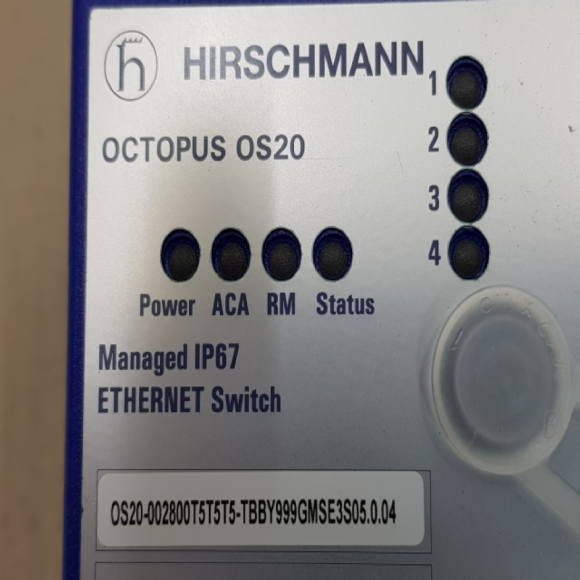 HIRSCHMANN
OCTOPUS OS20
1
2
3
4
Power ACA RM Status
Managed IP67
ETHERNET Switch
OS20-002800T5T5T5-TBBY999GMSE3S05.0.04